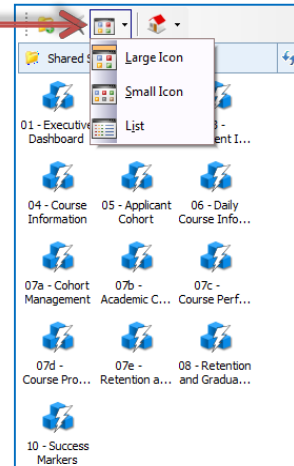 Large Icon
Shared
Small Icon
List
01 - Executive
Dashboard
04 - Course
Information
05 - Applicant
Cohort
06 - Daily
Course Info...
07a - Cohort
Management
07b -
Academic C...
07c -
Course Perf...
07d -
Course Pro...
07e -
Retention a...
08 - Retention
and Gradua...
10 - Success
Markers